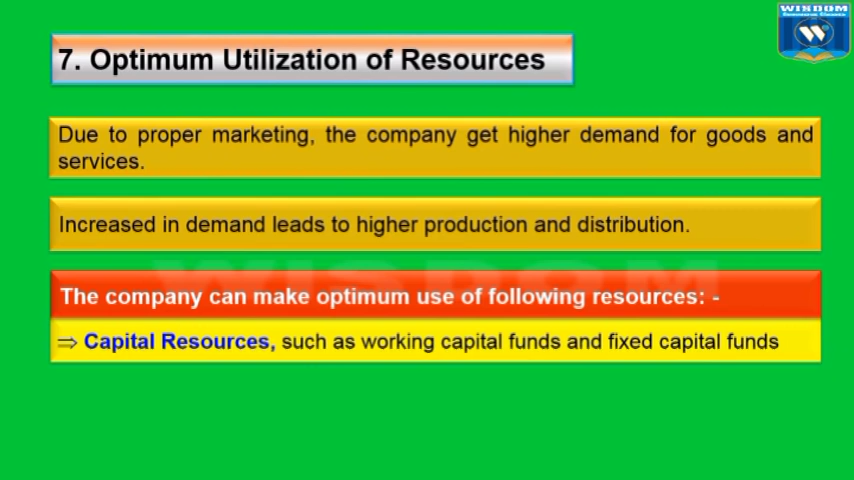 WISDOM
7. Optimum Utilization of Resources
Due to proper marketing, the company get higher demand for goods and
services.
Increased in demand leads to higher production and distribution.
WISDOM
The company can make optimum use of following resources: -
⇒ Capital Resources, such as working capital funds and fixed capital funds